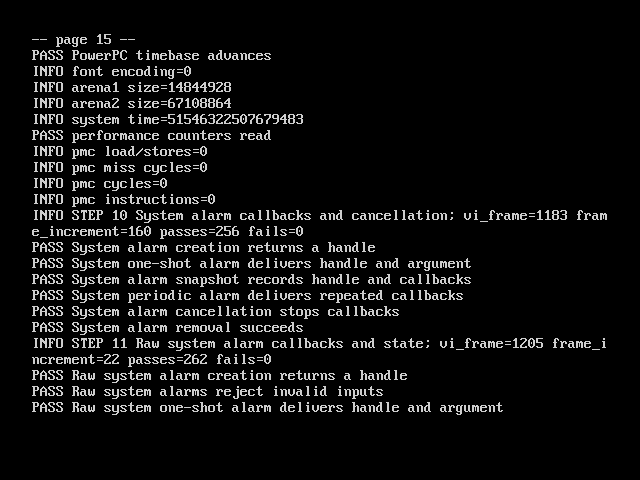 -- page 15 --
PASS PowerPC timebase advances
INFO font encoding=0
INFO arena1 size=14844928
INFO arena2 size=67108864
INFO system time=51546322507679483
PASS performance counters read
INFO pmc load/stores=0
INFO pmc miss cycles=0
INFO pmc cycles=0
INFO pmc instructions=0
INFO STEP 10 System alarm callbacks and cancellation; vi_frame=1183 fram
e_increment=160 passes=256 fails=0
PASS System alarm creation returns a handle
PASS System one-shot alarm delivers handle and argument
PASS System alarm snapshot records handle and callbacks
PASS System periodic alarm delivers repeated callbacks
PASS System alarm cancellation stops callbacks
PASS System alarm removal succeeds
INFO STEP 11 Raw system alarm callbacks and state; vi_frame=1205 frame_i
ncrement=22 passes=262 fails=0
PASS Raw system alarm creation returns a handle
PASS Raw system alarms reject invalid inputs
PASS Raw system one-shot alarm delivers handle and argument